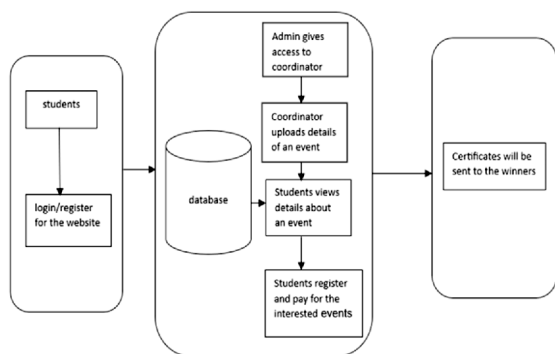 students
login/register
for the website
database
Admin gives
access to
coordinator
Coordinator
uploads details
of an event
Students views
details about
an event
Students register
and pay for the
interested events
Certificates will be
sent to the winners